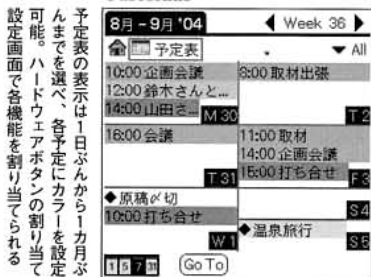 予定表の表示は1日ぶんから1カ月ぶ
んまでを選べ、各予定にカラーを設定
可能。ハードウェアボタンの割り当て
設定画面で各機能を割り当てられる
8月 - 9月 '04 Week 36
予定表 All
10:00 企画会議
12:00 鈴木さんと...
14:00 山田さ... M 30
16:00 会議
T 31
◆原稿〆切
10:00 打ち合せ
W 1
9:00 取材出張
T 2
11:00 取材
14:00 企画会議
15:00 打ち合せ F 3
S 4
◆温泉旅行
S 5
1 5 7 31 Go To